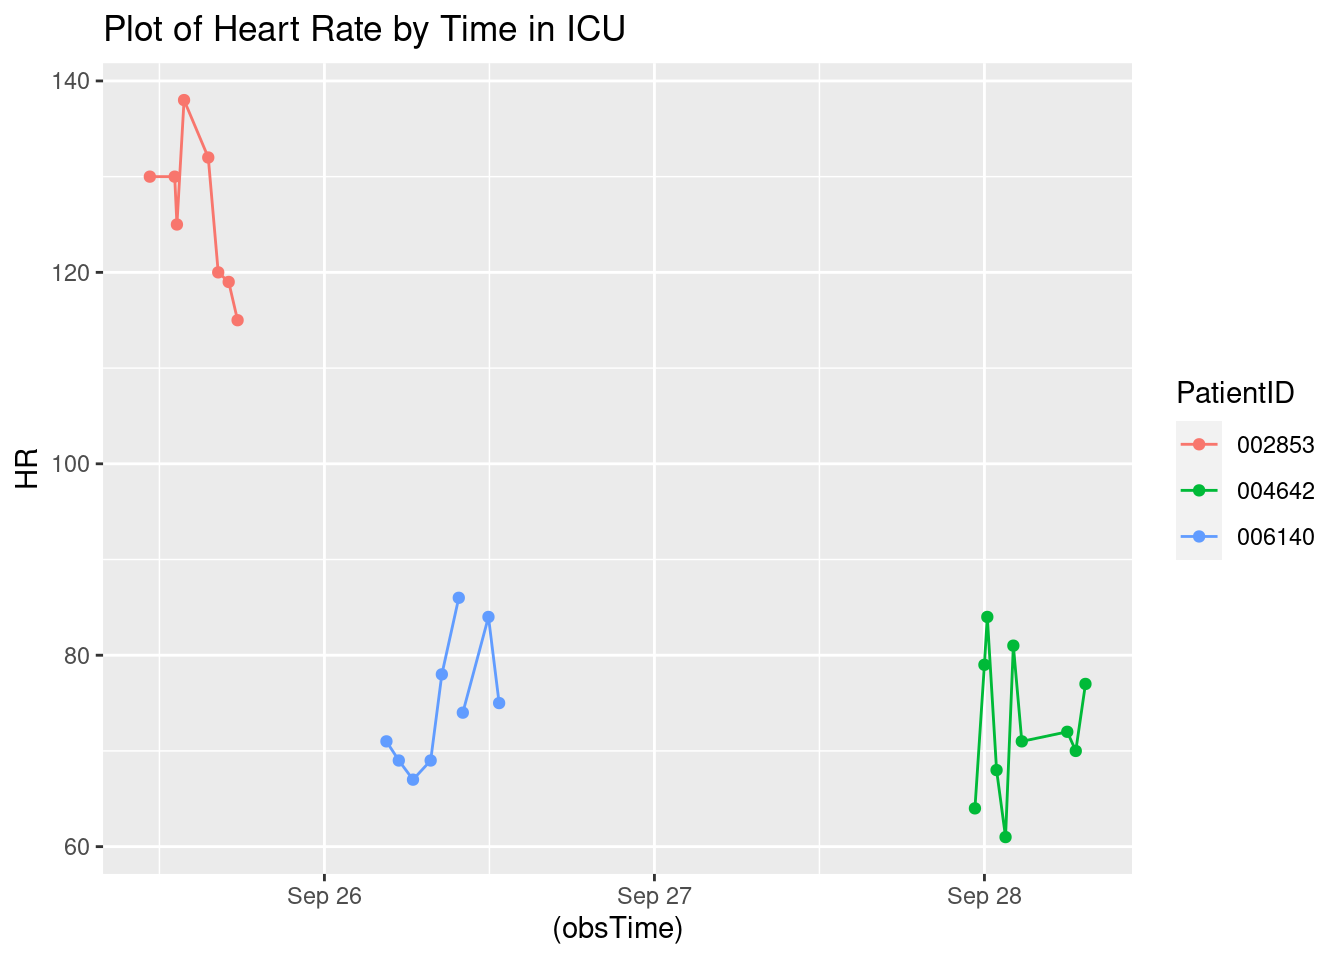 Plot of Heart Rate by Time in ICU
140
120
100
80
60
HR
Sep 26
Sep 27
Sep 28
(obsTime)
PatientID
002853
004642
006140